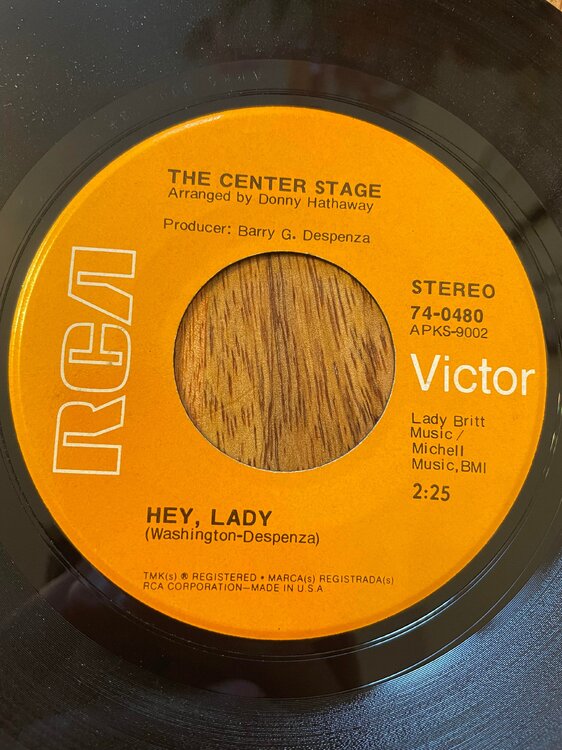 THE CENTER STAGE
Arranged by Donny Hathaway
Producer: Barry G. Despenza
RCA
STEREO
74-0480
APKS-9002
Victor
Lady Britt
Music /
Michell
Music, BMI
2:25
HEY, LADY
(Washington-Despenza)
TMK(s) ® REGISTERED • MARCA(s) REGISTRADA(s)
RCA CORPORATION—MADE IN U.S.A